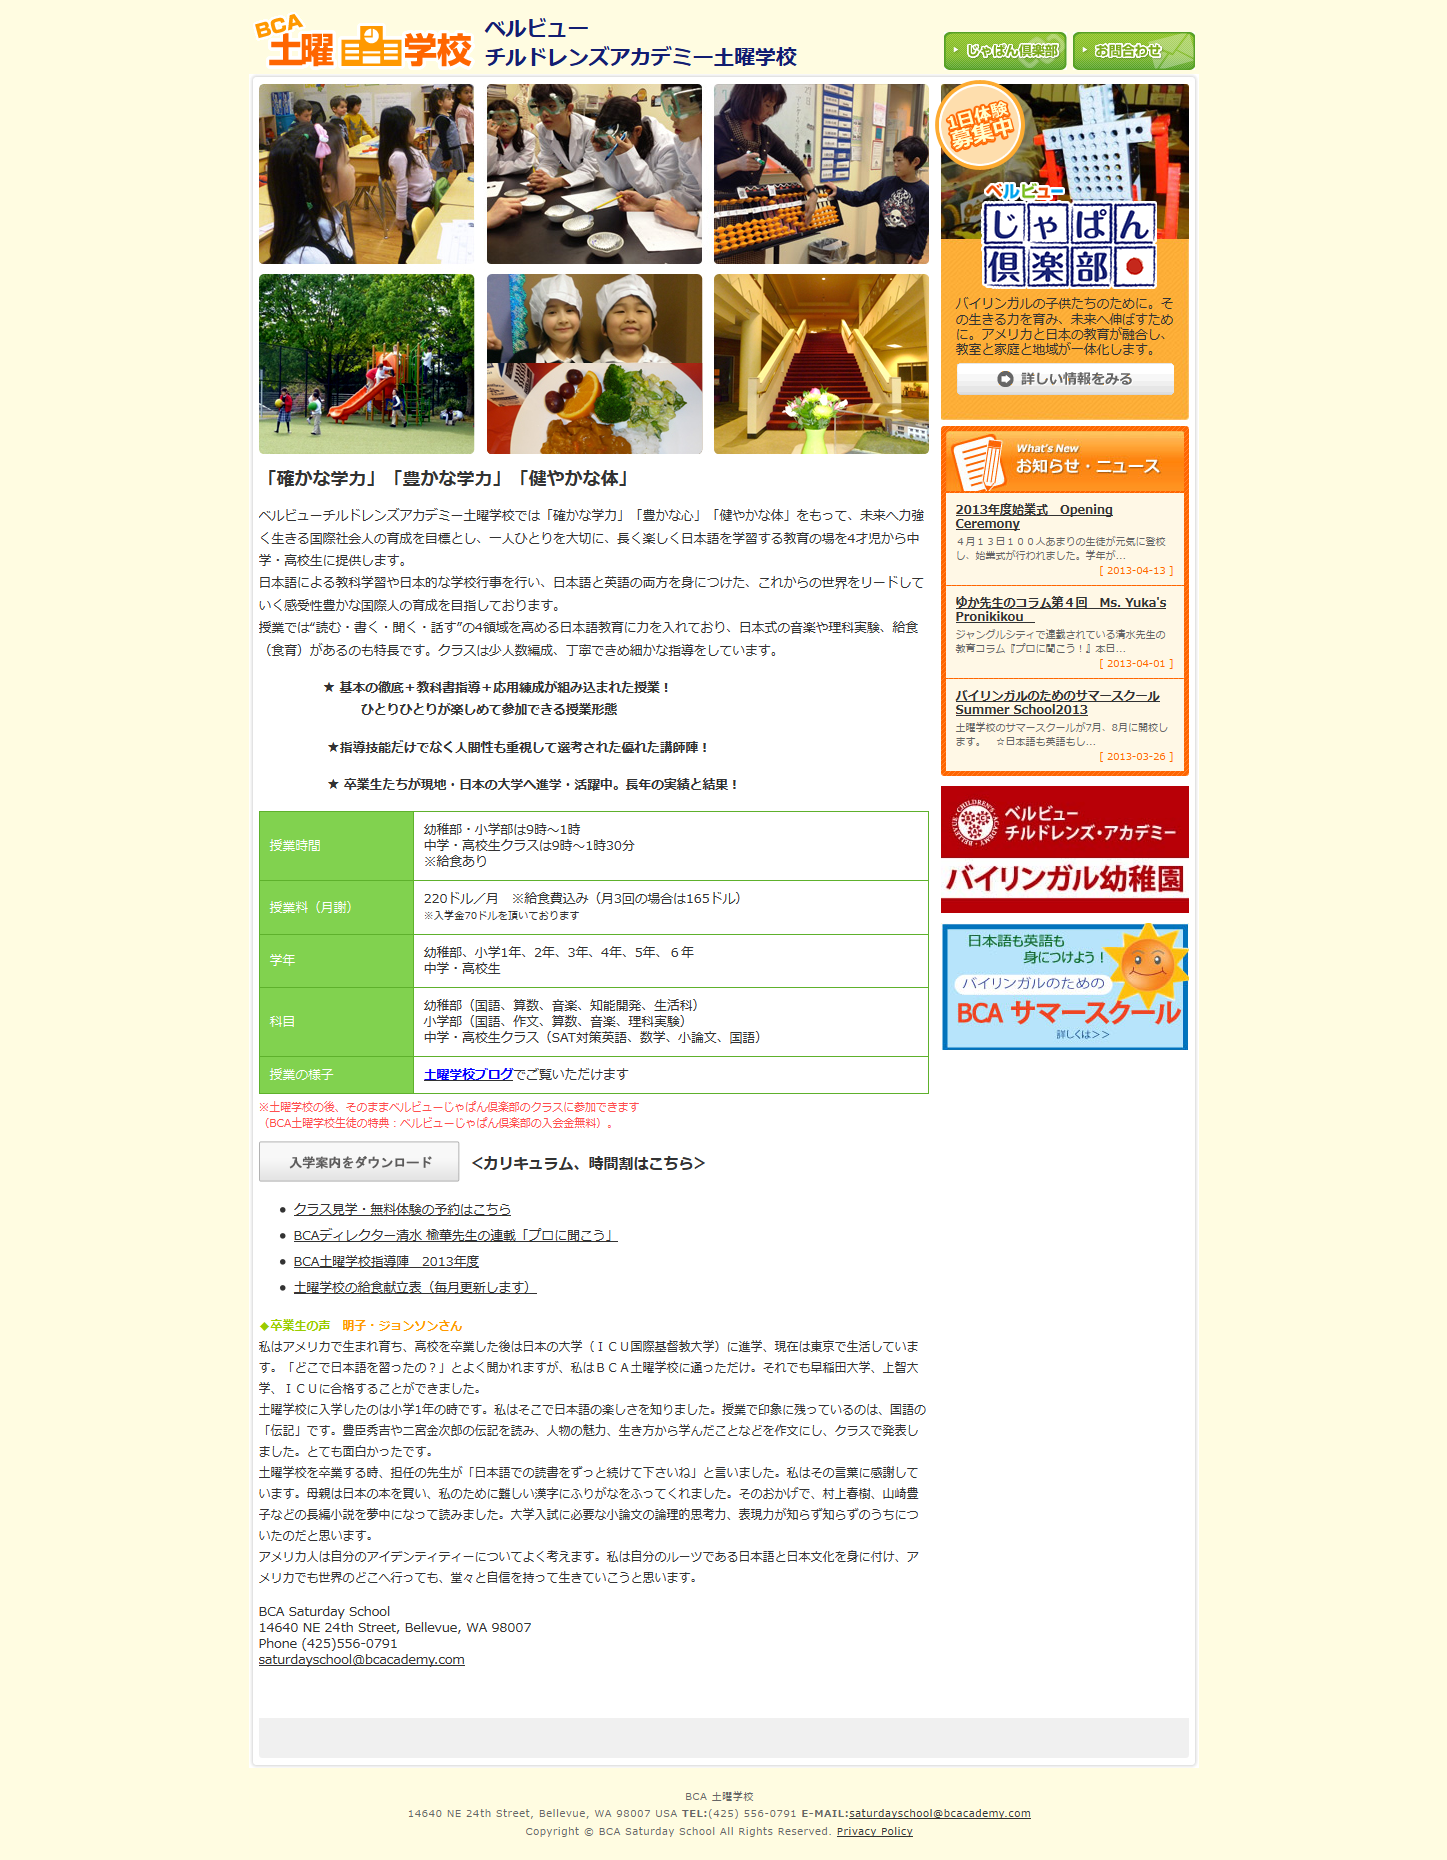 BCA
土曜学校
ベルビュー
チルドレンズアカデミー土曜学校
じゃぱん倶楽部
お問合わせ
1日体験
募集中
ベルビュー
じゃぱん
倶楽部
バイリンガルの子供たちのために。そ
の生きる力を育み、未来へ伸ばすため
に。アメリカと日本の教育が融合し、
教室と家庭と地域が一体化します。
詳しい情報をみる
「確かな学力」「豊かな学力」「健やかな体」
ベルビューチルドレンズアカデミー土曜学校では「確かな学力」「豊かな心」「健やかな体」をもって、未来へ力強
く生きる国際社会人の育成を目標とし、一人ひとりを大切に、長く楽しく日本語を学習する教育の場を4才児から中
学・高校生に提供します。
日本語による教科学習や日本的な学校行事を行い、日本語と英語の両方を身につけた、これからの世界をリードして
いく感受性豊かな国際人の育成を目指しております。
授業では“読む・書く・聞く・話す”の4領域を高める日本語教育に力を入れており、日本式の音楽や理科実験、給食
（食育）があるのも特長です。クラスは少人数編成、丁寧できめ細かな指導をしています。
★ 基本の徹底＋教科書指導＋応用練成が組み込まれた授業！
ひとりひとりが楽しめて参加できる授業形態
★指導技能だけでなく人間性も重視して選考された優れた講師陣！
★ 卒業生たちが現地・日本の大学へ進学・活躍中。長年の実績と結果！
授業時間
幼稚部・小学部は9時～1時
中学・高校生クラスは9時～1時30分
※給食あり
授業料（月謝）
220ドル／月　※給食費込み（月3回の場合は165ドル）
※入学金70ドルを頂いております
学年
幼稚部、小学1年、2年、3年、4年、5年、６年
中学・高校生
科目
幼稚部（国語、算数、音楽、知能開発、生活科）
小学部（国語、作文、算数、音楽、理科実験）
中学・高校生クラス（SAT対策英語、数学、小論文、国語）
授業の様子
土曜学校ブログでご覧いただけます
※土曜学校の後、そのままベルビューじゃぱん倶楽部のクラスに参加できます
（BCA土曜学校生徒の特典：ベルビューじゃぱん倶楽部の入会金無料）。
入学案内をダウンロード
＜カリキュラム、時間割はこちら＞
• クラス見学・無料体験の予約はこちら
• BCAディレクター清水 楡華先生の連載「プロに聞こう」
• BCA土曜学校指導陣　2013年度
• 土曜学校の給食献立表（毎月更新します）
◆卒業生の声　明子・ジョンソンさん
私はアメリカで生まれ育ち、高校を卒業した後は日本の大学（ＩＣＵ国際基督教大学）に進学、現在は東京で生活していま
す。「どこで日本語を習ったの？」とよく聞かれますが、私はＢＣＡ土曜学校に通っただけ。それでも早稲田大学、上智大
学、ＩＣＵに合格することができました。
土曜学校に入学したのは小学1年の時です。私はそこで日本語の楽しさを知りました。授業で印象に残っているのは、国語の
「伝記」です。豊臣秀吉や二宮金次郎の伝記を読み、人物の魅力、生き方から学んだことなどを作文にし、クラスで発表し
ました。とても面白かったです。
土曜学校を卒業する時、担任の先生が「日本語での読書をずっと続けて下さいね」と言いました。私はその言葉に感謝して
います。母親は日本の本を買い、私のために難しい漢字にふりがなをふってくれました。そのおかげで、村上春樹、山崎豊
子などの長編小説を夢中になって読みました。大学入試に必要な小論文の論理的思考力、表現力が知らず知らずのうちにつ
いたのだと思います。
アメリカ人は自分のアイデンティティーについてよく考えます。私は自分のルーツである日本語と日本文化を身に付け、ア
メリカでも世界のどこへ行っても、堂々と自信を持って生きていこうと思います。
BCA Saturday School
14640 NE 24th Street, Bellevue, WA 98007
Phone (425)556-0791
saturdayschool@bcacademy.com
What's New
お知らせ・ニュース
2013年度始業式　Opening
Ceremony
４月１３日１００人あまりの生徒が元気に登校
し、始業式が行われました。学年が...
[ 2013-04-13 ]
ゆか先生のコラム第４回　Ms. Yuka's
Pronikikou
ジャングルシティで連載されている清水先生の
教育コラム『プロに聞こう！』本日...
[ 2013-04-01 ]
バイリンガルのためのサマースクール
Summer School2013
土曜学校のサマースクールが7月、8月に開校し
ます。　☆日本語も英語もし...
[ 2013-03-26 ]
BELLEVUE CHILDREN'S ACADEMY
ベルビュー
チルドレンズ・アカデミー
バイリンガル幼稚園
日本語も英語も
身につけよう！
バイリンガルのための
BCA サマースクール
詳しくは＞＞
BCA 土曜学校
14640 NE 24th Street, Bellevue, WA 98007 USA TEL:(425) 556-0791 E-MAIL:saturdayschool@bcacademy.com
Copyright © BCA Saturday School All Rights Reserved. Privacy Policy